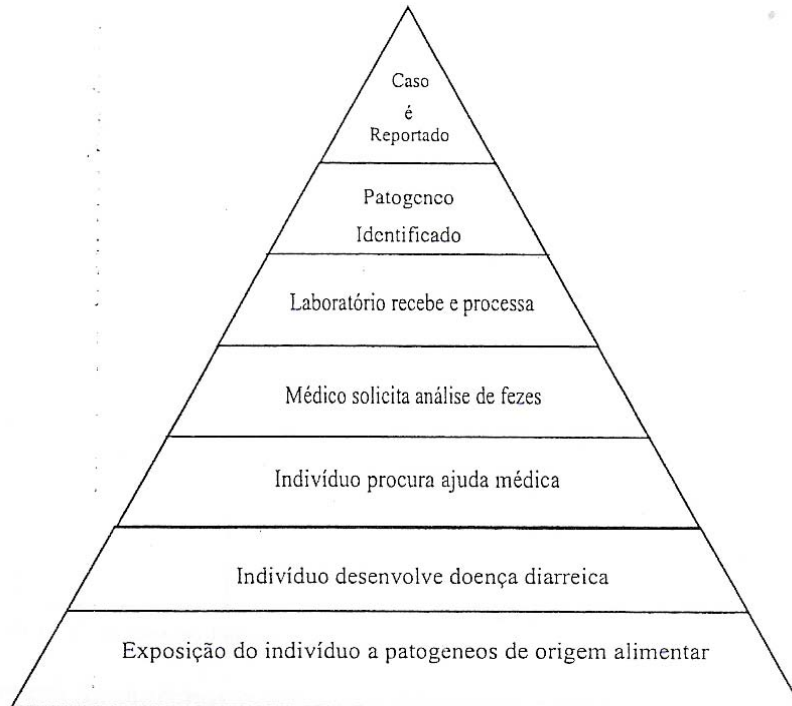 Caso
é
Reportado
Patogeneo
Identificado
Laboratório recebe e processa
Médico solicita análise de fezes
Indivíduo procura ajuda médica
Indivíduo desenvolve doença diarreica
Exposição do indivíduo a patogeneos de origem alimentar